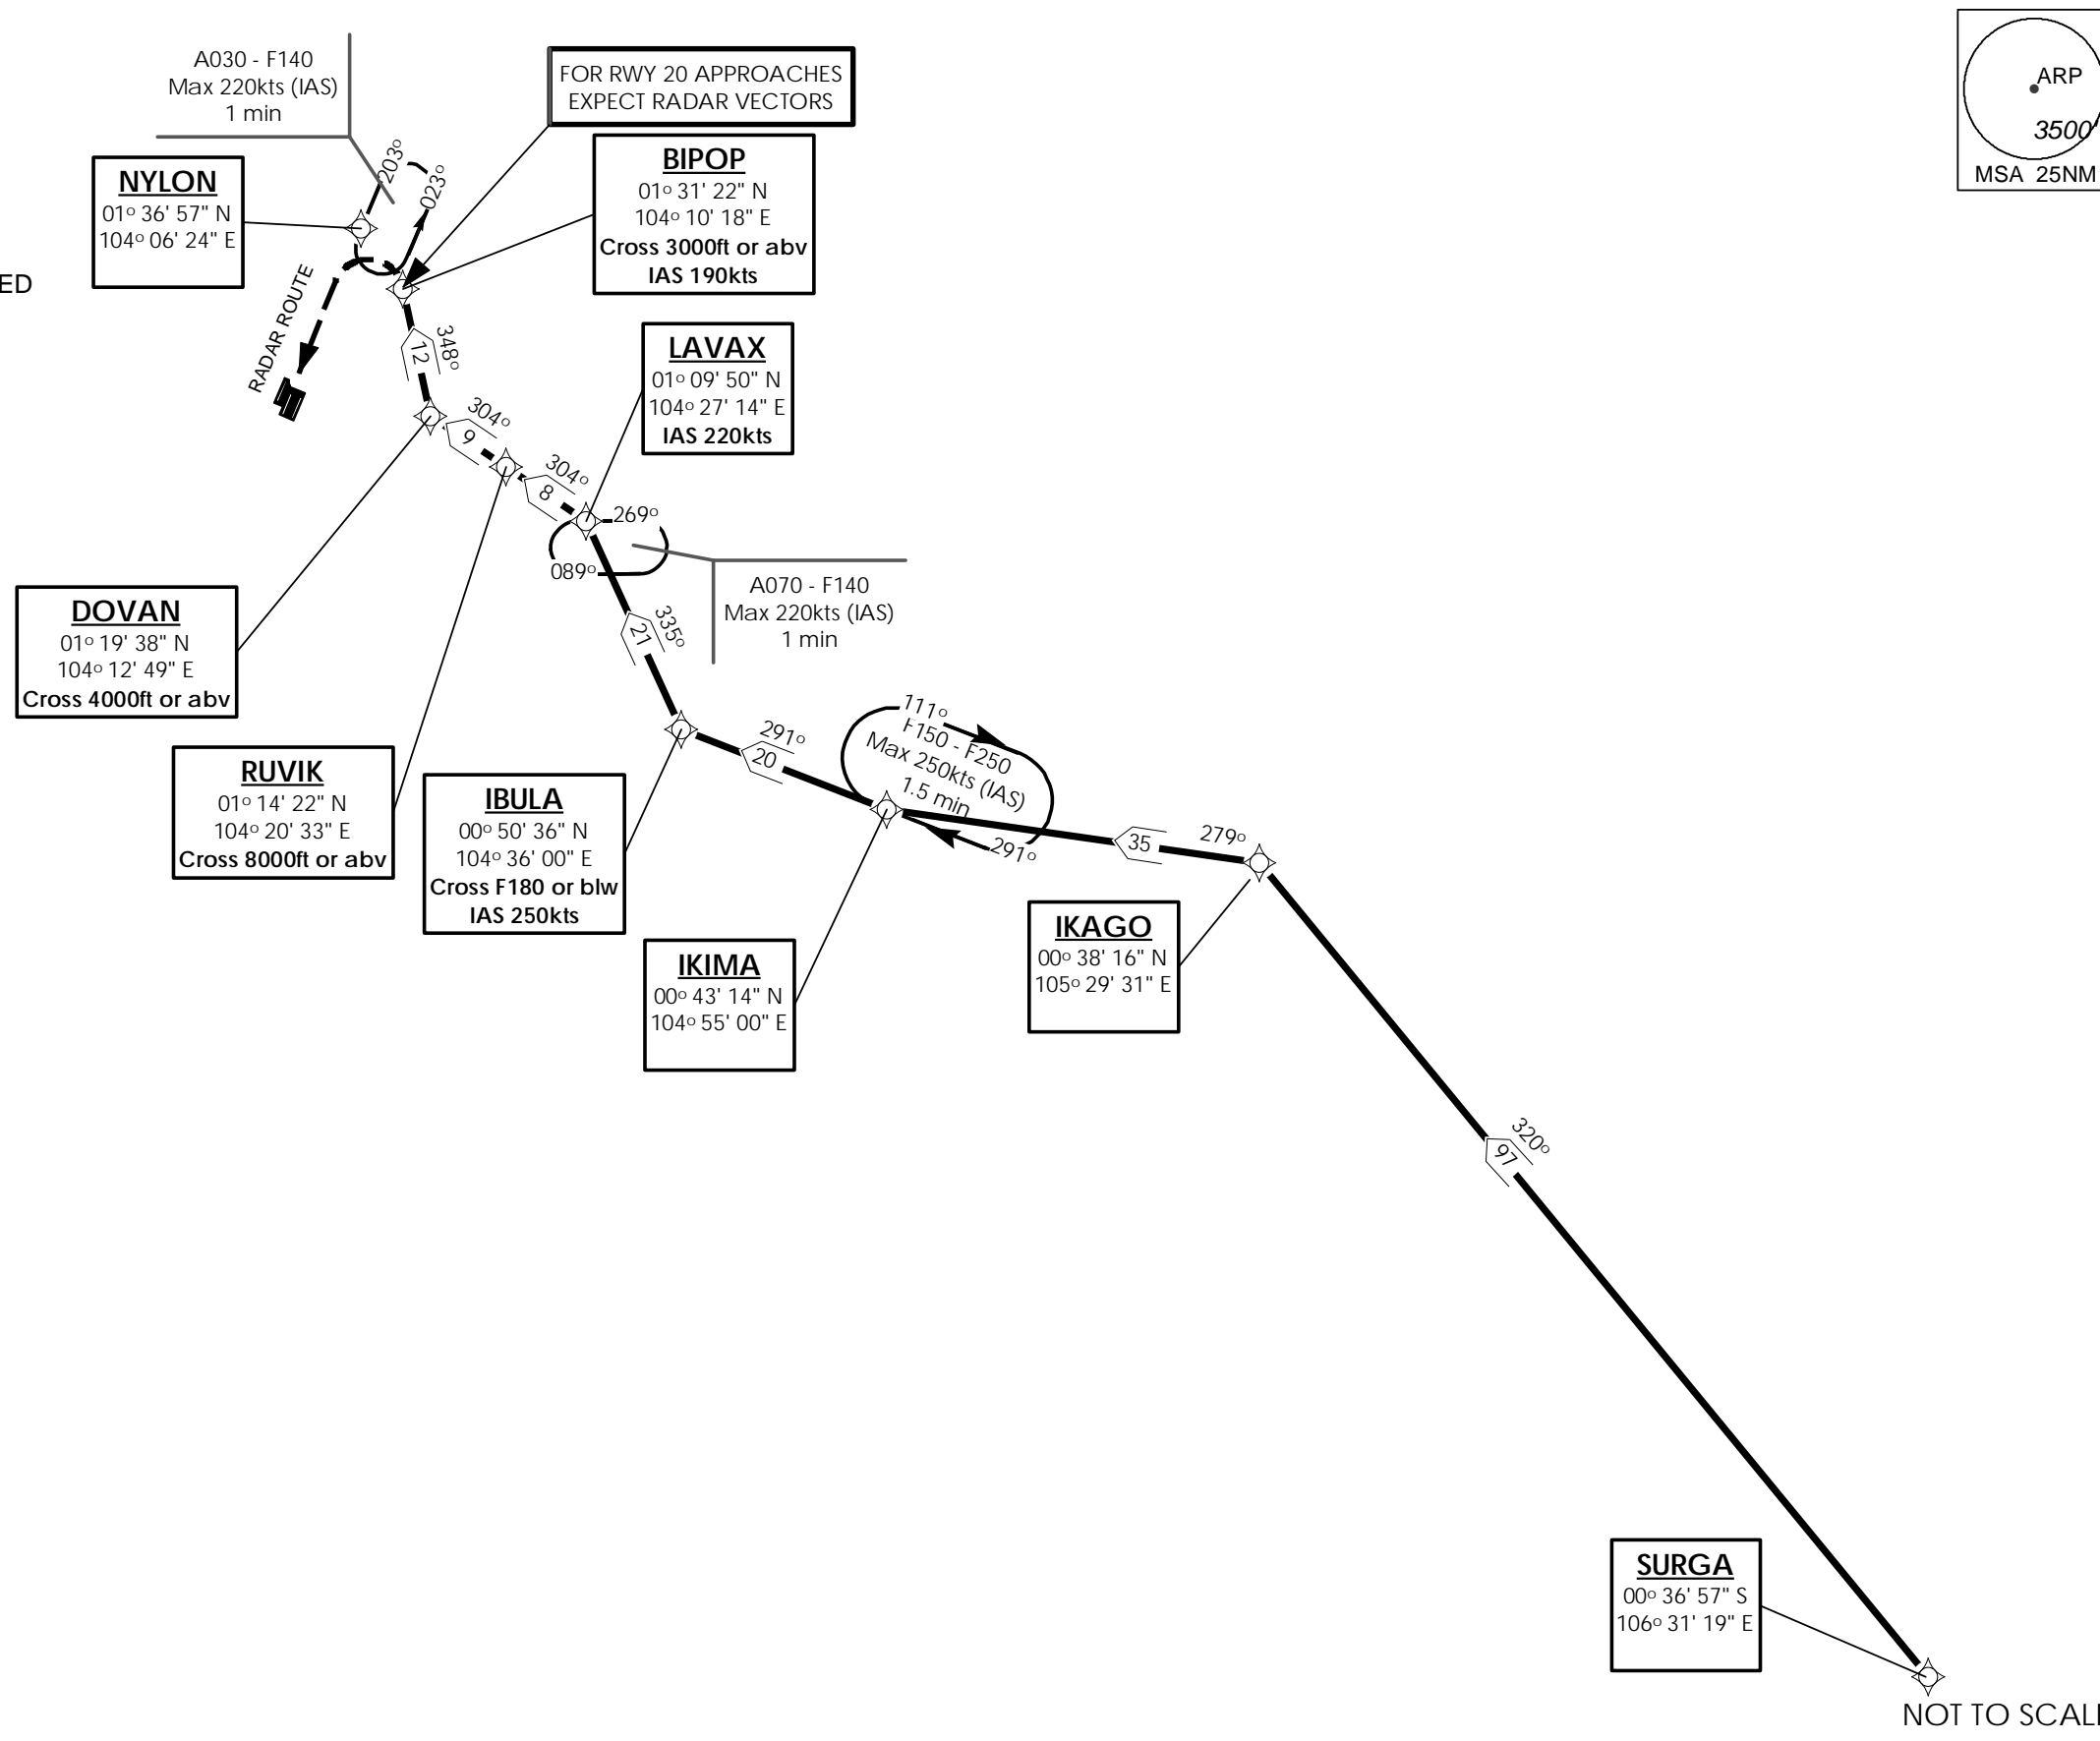 A030 - F140
Max 220kts (IAS)
1 min
FOR RWY 20 APPROACHES
EXPECT RADAR VECTORS
ARP
3500'
MSA 25NM
NYLON
01° 36' 57" N
104° 06' 24" E
203°
023°
BIPOP
01° 31' 22" N
104° 10' 18" E
Cross 3000ft or abv
IAS 190kts
ED
RADAR ROUTE
348°
12
LAVAX
01° 09' 50" N
104° 27' 14" E
IAS 220kts
304°
9
304°
8
269°
089°
A070 - F140
Max 220kts (IAS)
1 min
DOVAN
01° 19' 38" N
104° 12' 49" E
Cross 4000ft or abv
335°
21
RUVIK
01° 14' 22" N
104° 20' 33" E
Cross 8000ft or abv
IBULA
00° 50' 36" N
104° 36' 00" E
Cross F180 or blw
IAS 250kts
291°
20
111°
F150 - F250
Max 250kts (IAS)
1.5 min
291°
279°
35
IKIMA
00° 43' 14" N
104° 55' 00" E
IKAGO
00° 38' 16" N
105° 29' 31" E
320°
97
SURGA
00° 36' 57" S
106° 31' 19" E
NOT TO SCAL